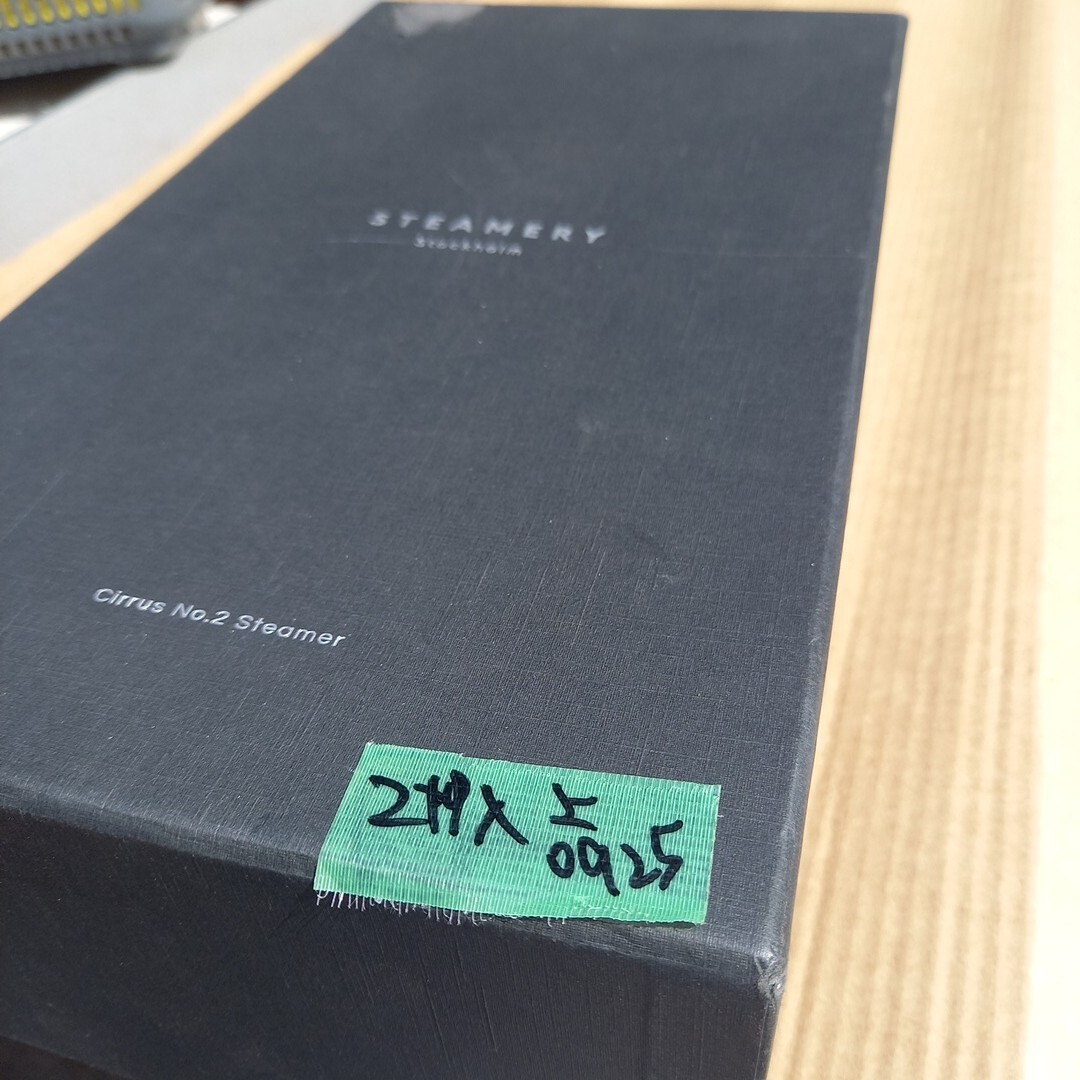 STEAMERY
Stockholm
Cirrus No.2 Steamer
0925